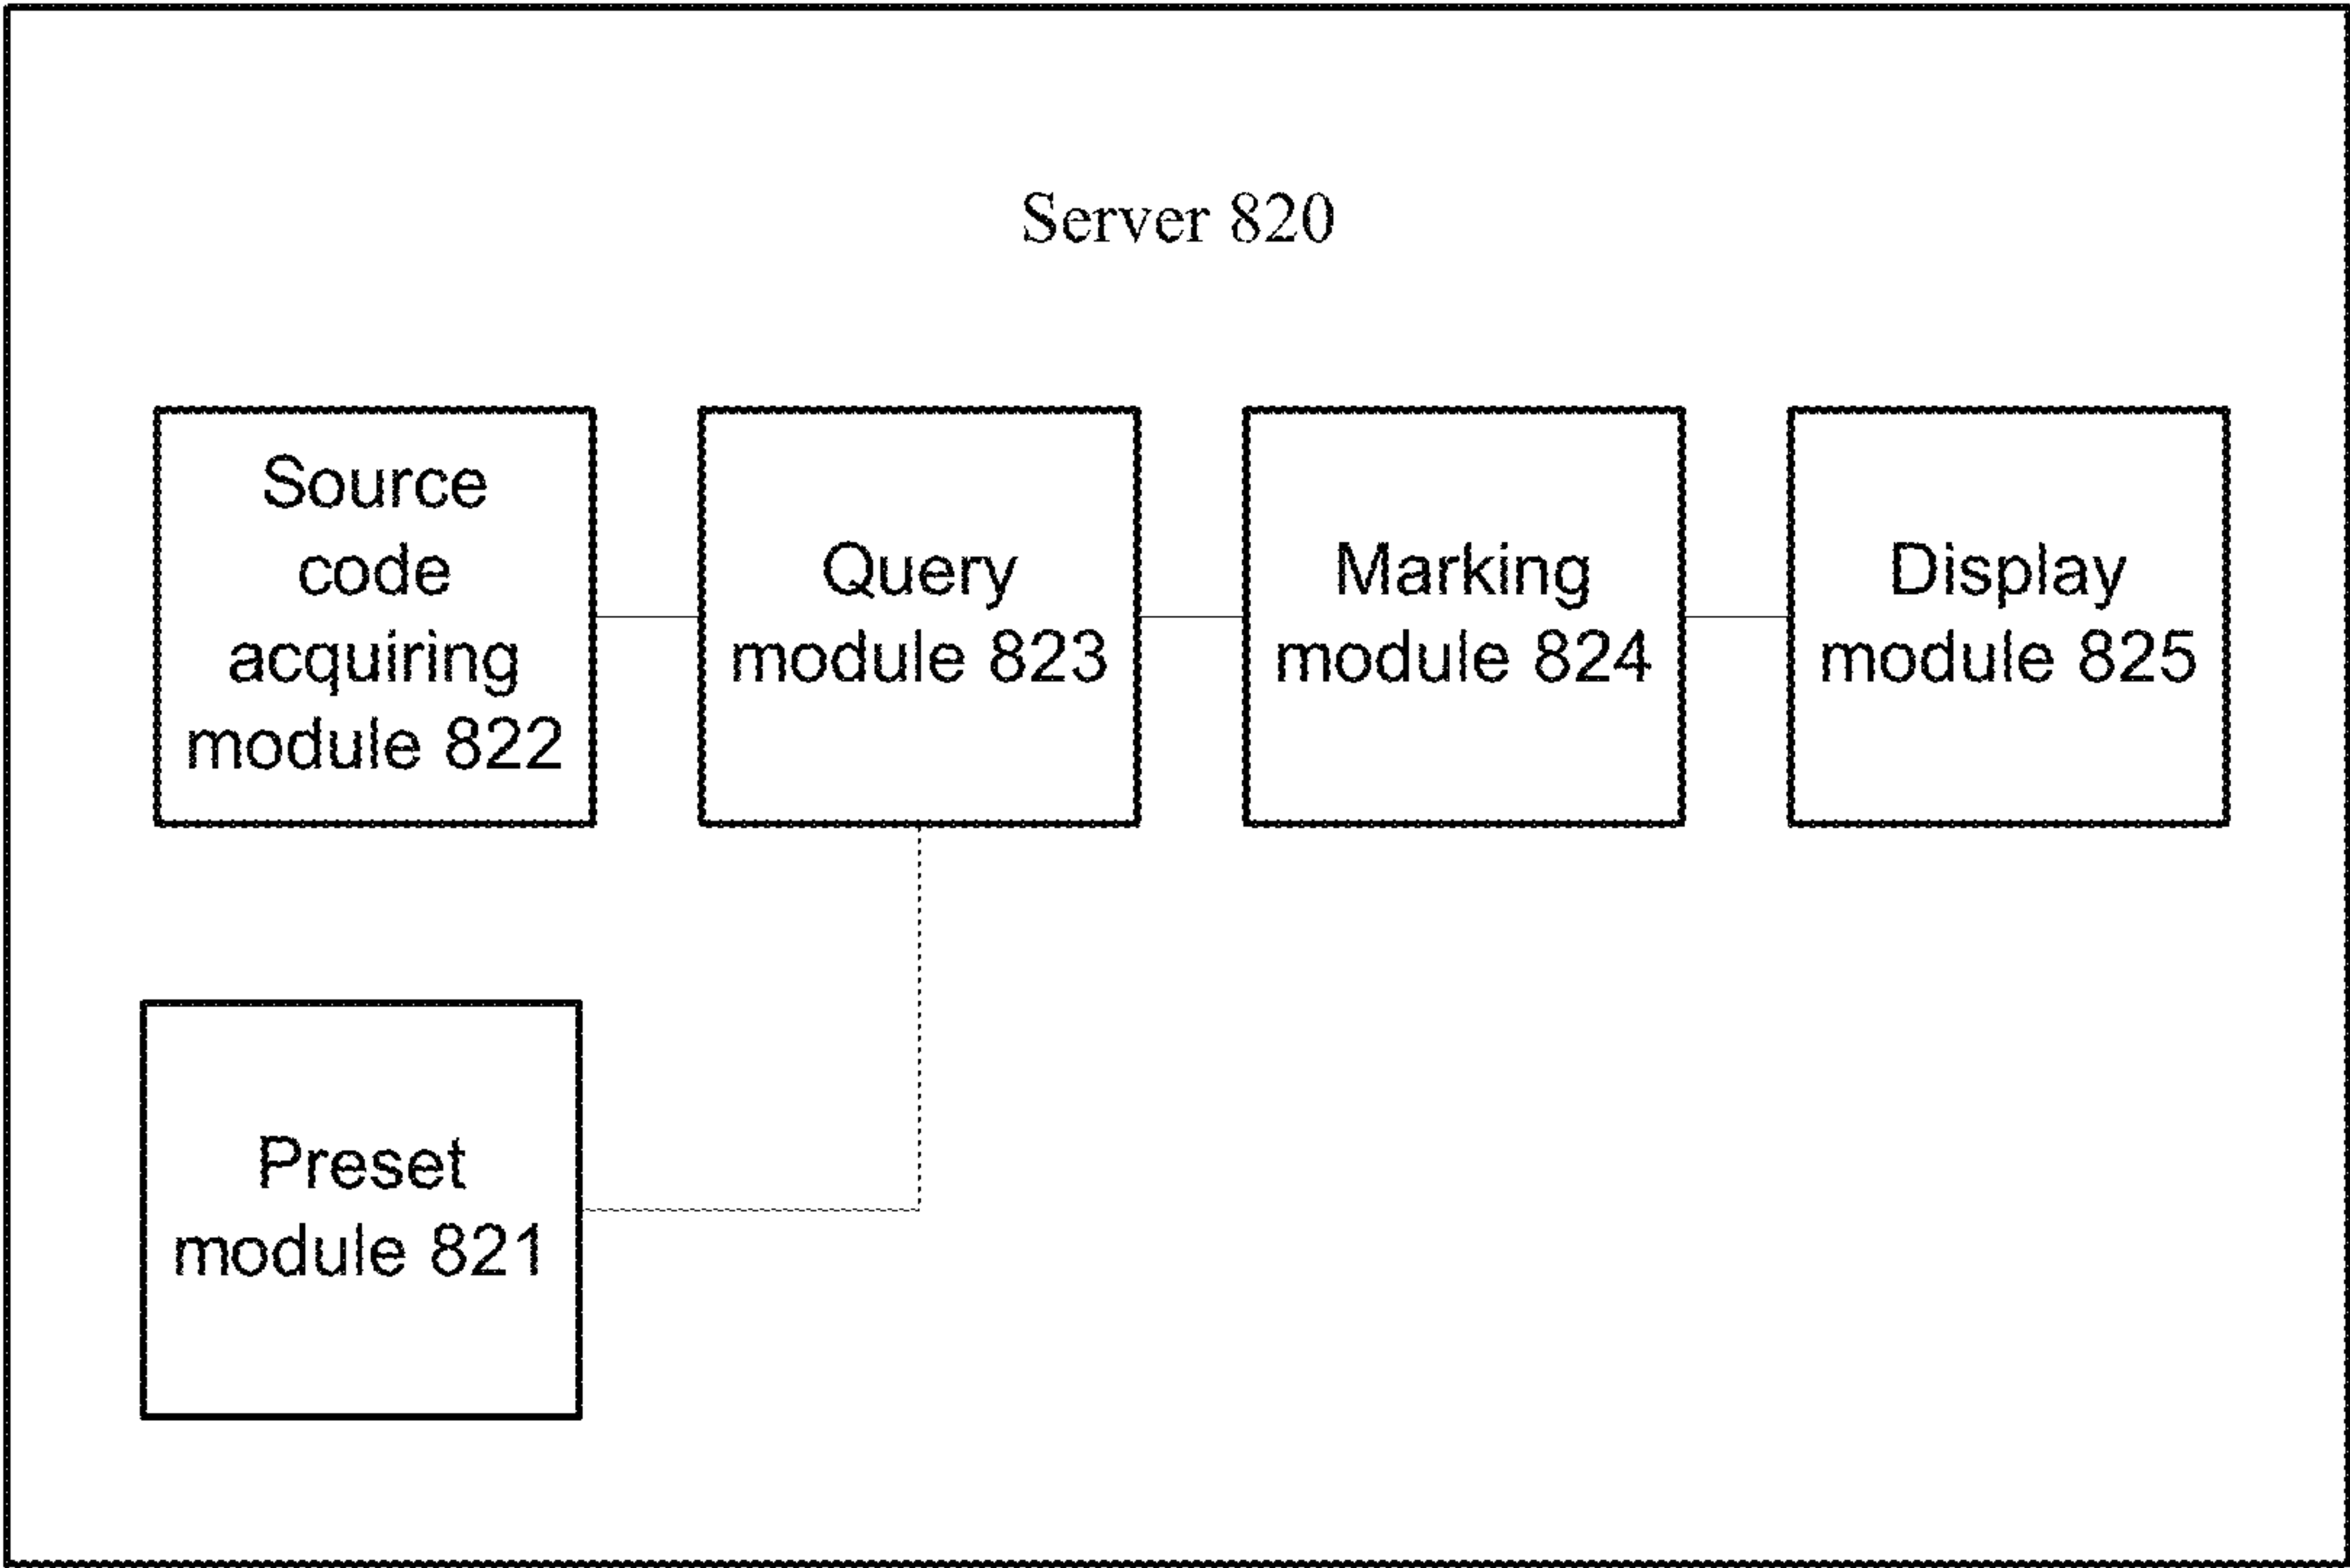 Server 820
Source
code
acquiring
module 822
Query
module 823
Marking
module 824
Display
module 825
Preset
module 821